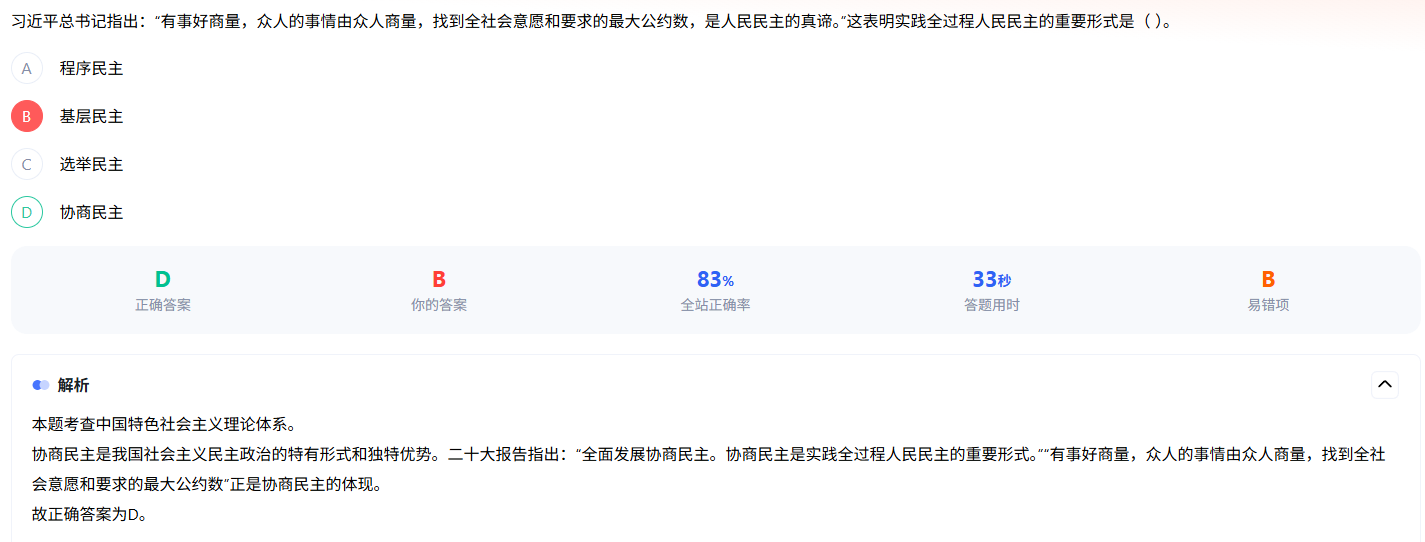 习近平总书记指出：“有事好商量，众人的事情由众人商量，找到全社会意愿和要求的最大公约数，是人民民主的真谛。”这表明实践全过程人民民主的重要形式是（ ）。
A 程序民主
B 基层民主
C 选举民主
D 协商民主
D B 83% 33秒 B
正确答案 你的答案 全站正确率 答题用时 易错项
解析
本题考查中国特色社会主义理论体系。
协商民主是我国社会主义民主政治的特有形式和独特优势。二十大报告指出：“全面发展协商民主。协商民主是实践全过程人民民主的重要形式。”“有事好商量，众人的事情由众人商量，找到全社
会意愿和要求的最大公约数”正是协商民主的体现。
故正确答案为D。